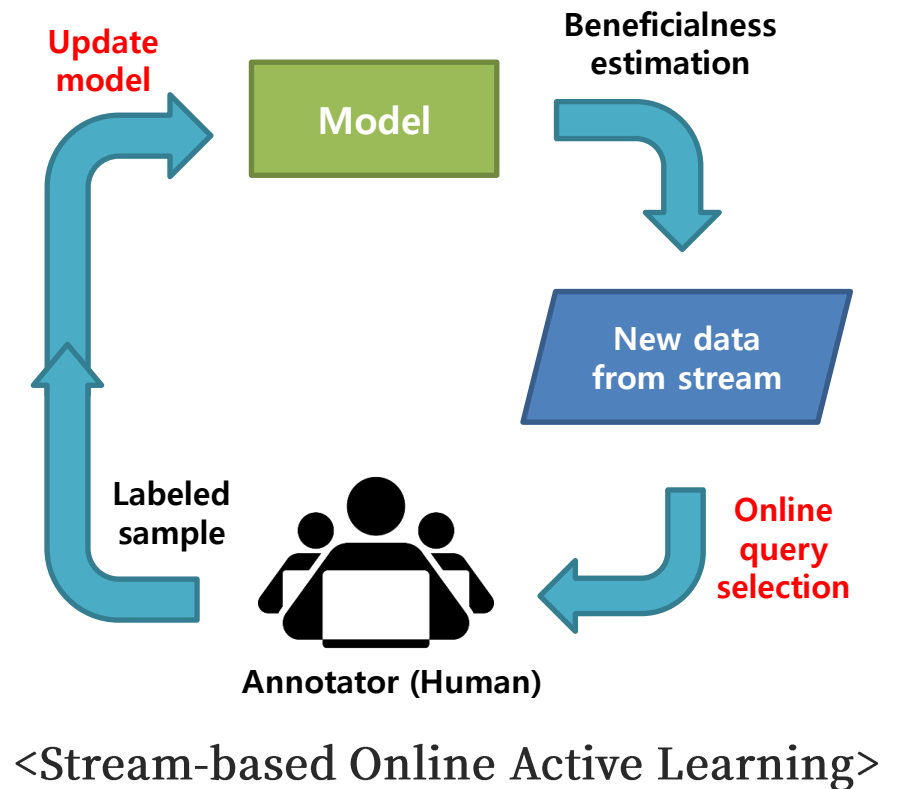 Update
model
Model
Beneficialness
estimation
New data
from stream
Online
query
selection
Labeled
sample
Annotator (Human)
<Stream-based Online Active Learning>